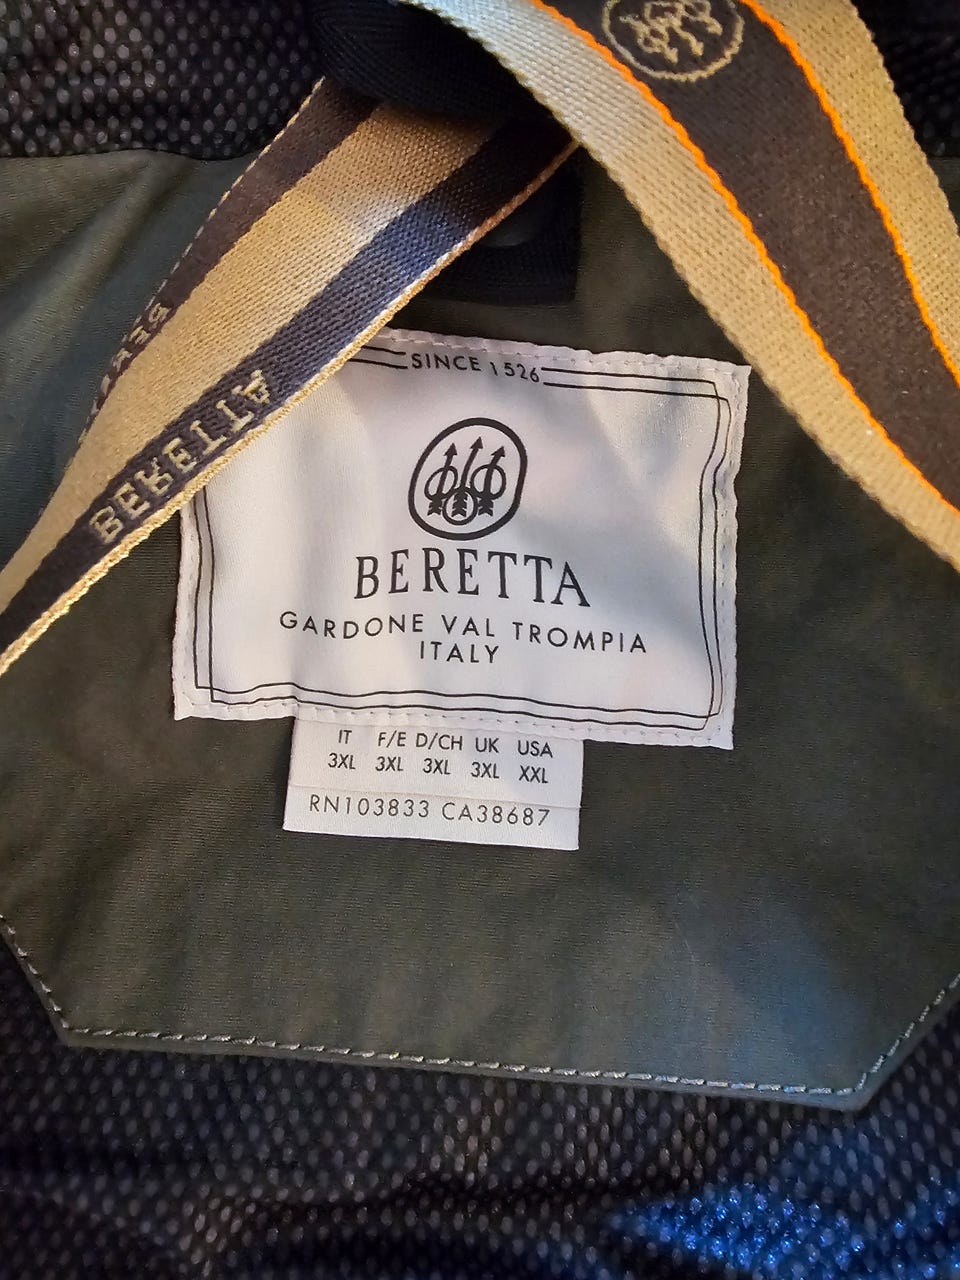 BERETTA
SINCE 1526
BERETTA
GARDONE VAL TROMPIA
ITALY
IT F/E D/CH UK USA
3XL 3XL 3XL 3XL XXL
RN103833 CA38687